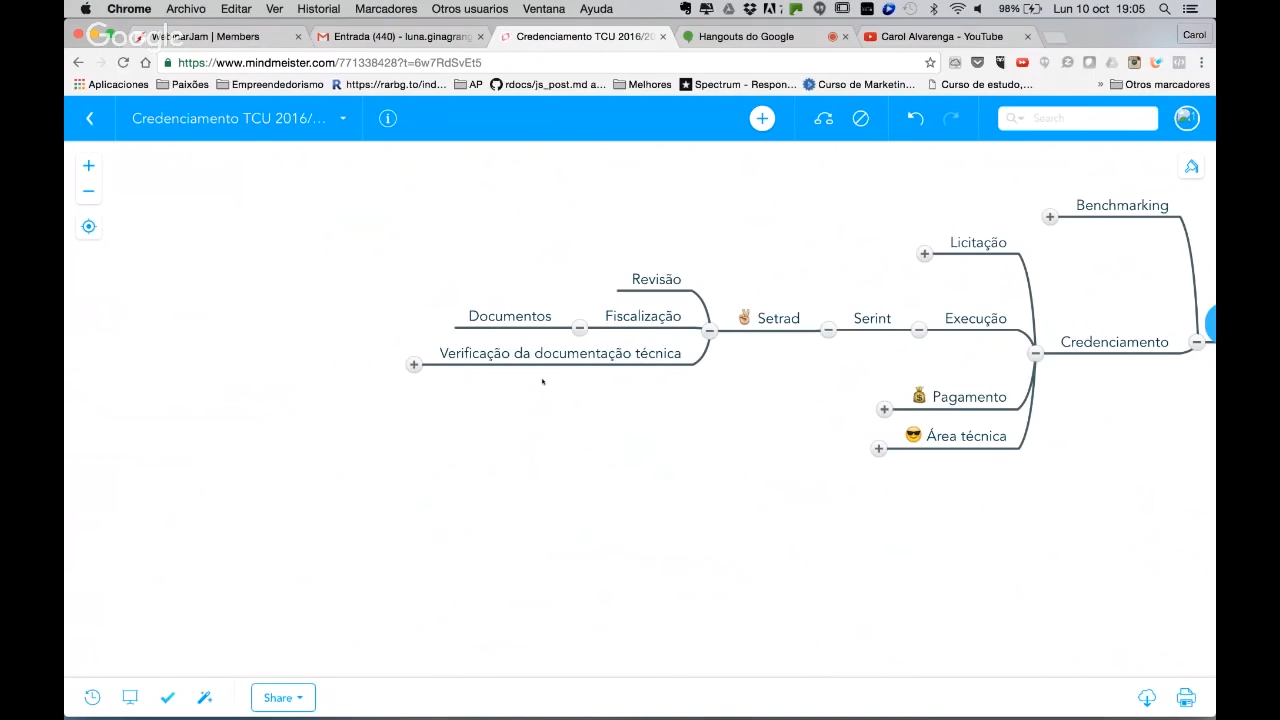 Chrome Archivo Editar Ver Historial Marcadores Otros usuarios Ventana Ayuda 98% Lun 10 oct 19:05
WebinarJam | Members Entrada (440) - luna.ginagran Credenciamento TCU 2016/20 Hangouts do Google Carol Alvarenga - YouTube Carol
Google
https://www.mindmeister.com/771338428?t=6w7RdSvEt5
Aplicaciones Paixões Empreendedorismo https://rarbg.to/ind... AP rdocs/js_post.md a... Melhores Spectrum - Respon... Curso de Marketin... Curso de estudo,... » Otros marcadores
Credenciamento TCU 2016/... Search
Benchmarking
Licitação
Revisão
Documentos Fiscalização Setrad Serint Execução
Credenciamento
Verificação da documentação técnica
Pagamento
Área técnica
Share